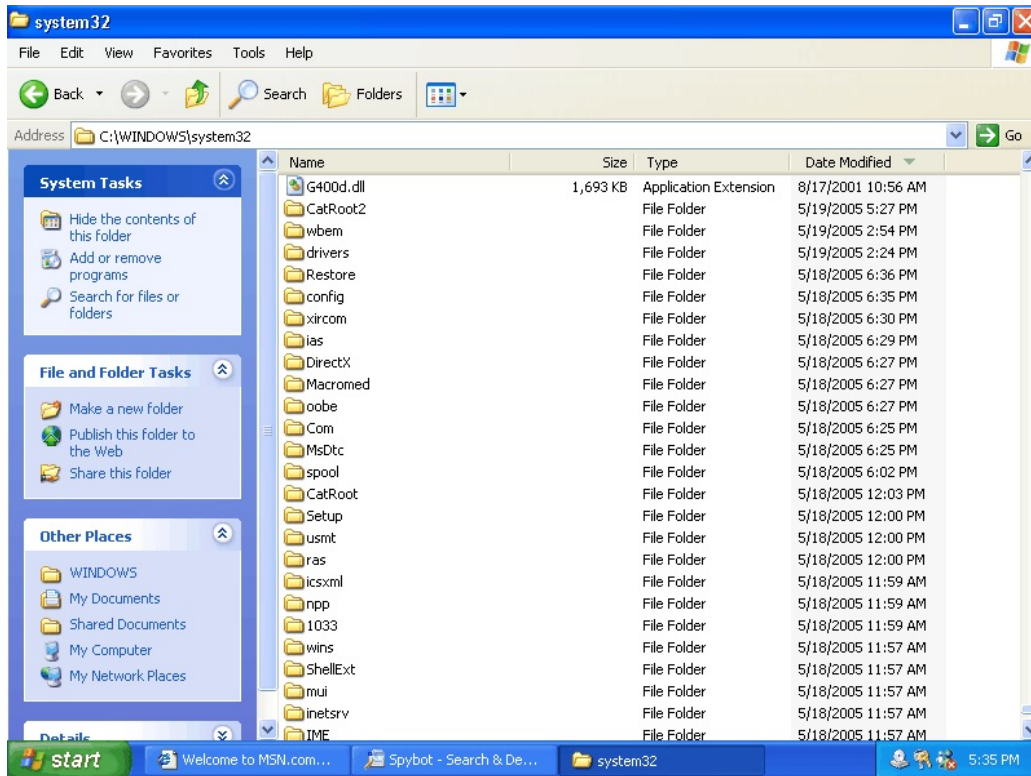 system32
File Edit View Favorites Tools Help
Back Search Folders
Address C:\WINDOWS\system32 Go
System Tasks
Hide the contents of
this folder
Add or remove
programs
Search for files or
folders
File and Folder Tasks
Make a new folder
Publish this folder to
the Web
Share this folder
Other Places
WINDOWS
My Documents
Shared Documents
My Computer
My Network Places
Details
Name Size Type Date Modified
G400d.dll 1,693 KB Application Extension 8/17/2001 10:56 AM
CatRoot2 File Folder 5/19/2005 5:27 PM
wbem File Folder 5/19/2005 2:54 PM
drivers File Folder 5/19/2005 2:24 PM
Restore File Folder 5/18/2005 6:36 PM
config File Folder 5/18/2005 6:35 PM
xircom File Folder 5/18/2005 6:30 PM
ias File Folder 5/18/2005 6:29 PM
DirectX File Folder 5/18/2005 6:27 PM
Macromed File Folder 5/18/2005 6:27 PM
oobe File Folder 5/18/2005 6:27 PM
Com File Folder 5/18/2005 6:25 PM
MsDtc File Folder 5/18/2005 6:25 PM
spool File Folder 5/18/2005 6:02 PM
CatRoot File Folder 5/18/2005 12:03 PM
Setup File Folder 5/18/2005 12:00 PM
usmt File Folder 5/18/2005 12:00 PM
ras File Folder 5/18/2005 12:00 PM
icsxml File Folder 5/18/2005 11:59 AM
npp File Folder 5/18/2005 11:59 AM
1033 File Folder 5/18/2005 11:59 AM
wins File Folder 5/18/2005 11:57 AM
ShellExt File Folder 5/18/2005 11:57 AM
mui File Folder 5/18/2005 11:57 AM
inetsrv File Folder 5/18/2005 11:57 AM
IME File Folder 5/18/2005 11:57 AM
start Welcome to MSN.com... Spybot - Search & De... system32 5:35 PM